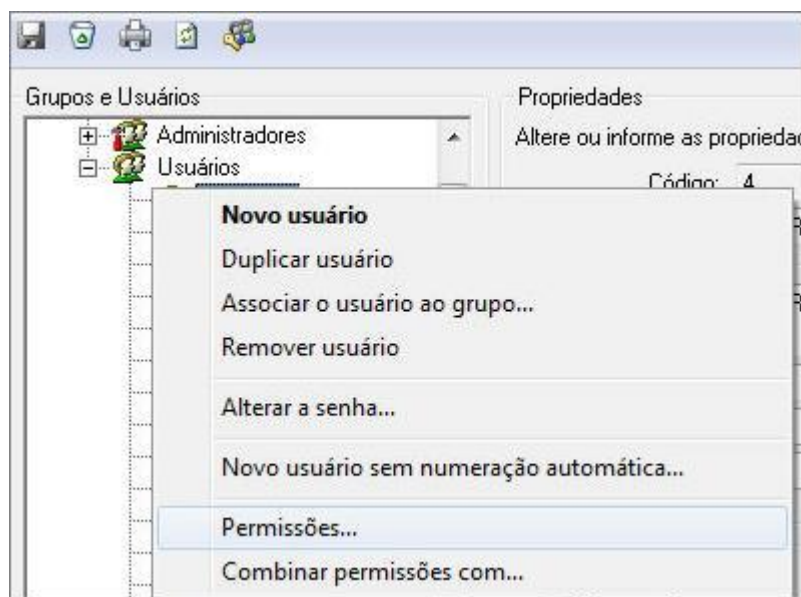 Grupos e Usuários
Propriedades
Administradores
Altere ou informe as
Usuários
Código: 4
Novo usuário
Duplicar usuário
Associar o usuário ao grupo...
Remover usuário
Alterar a senha...
Novo usuário sem numeração automática...
Permissões...
Combinar permissões com...